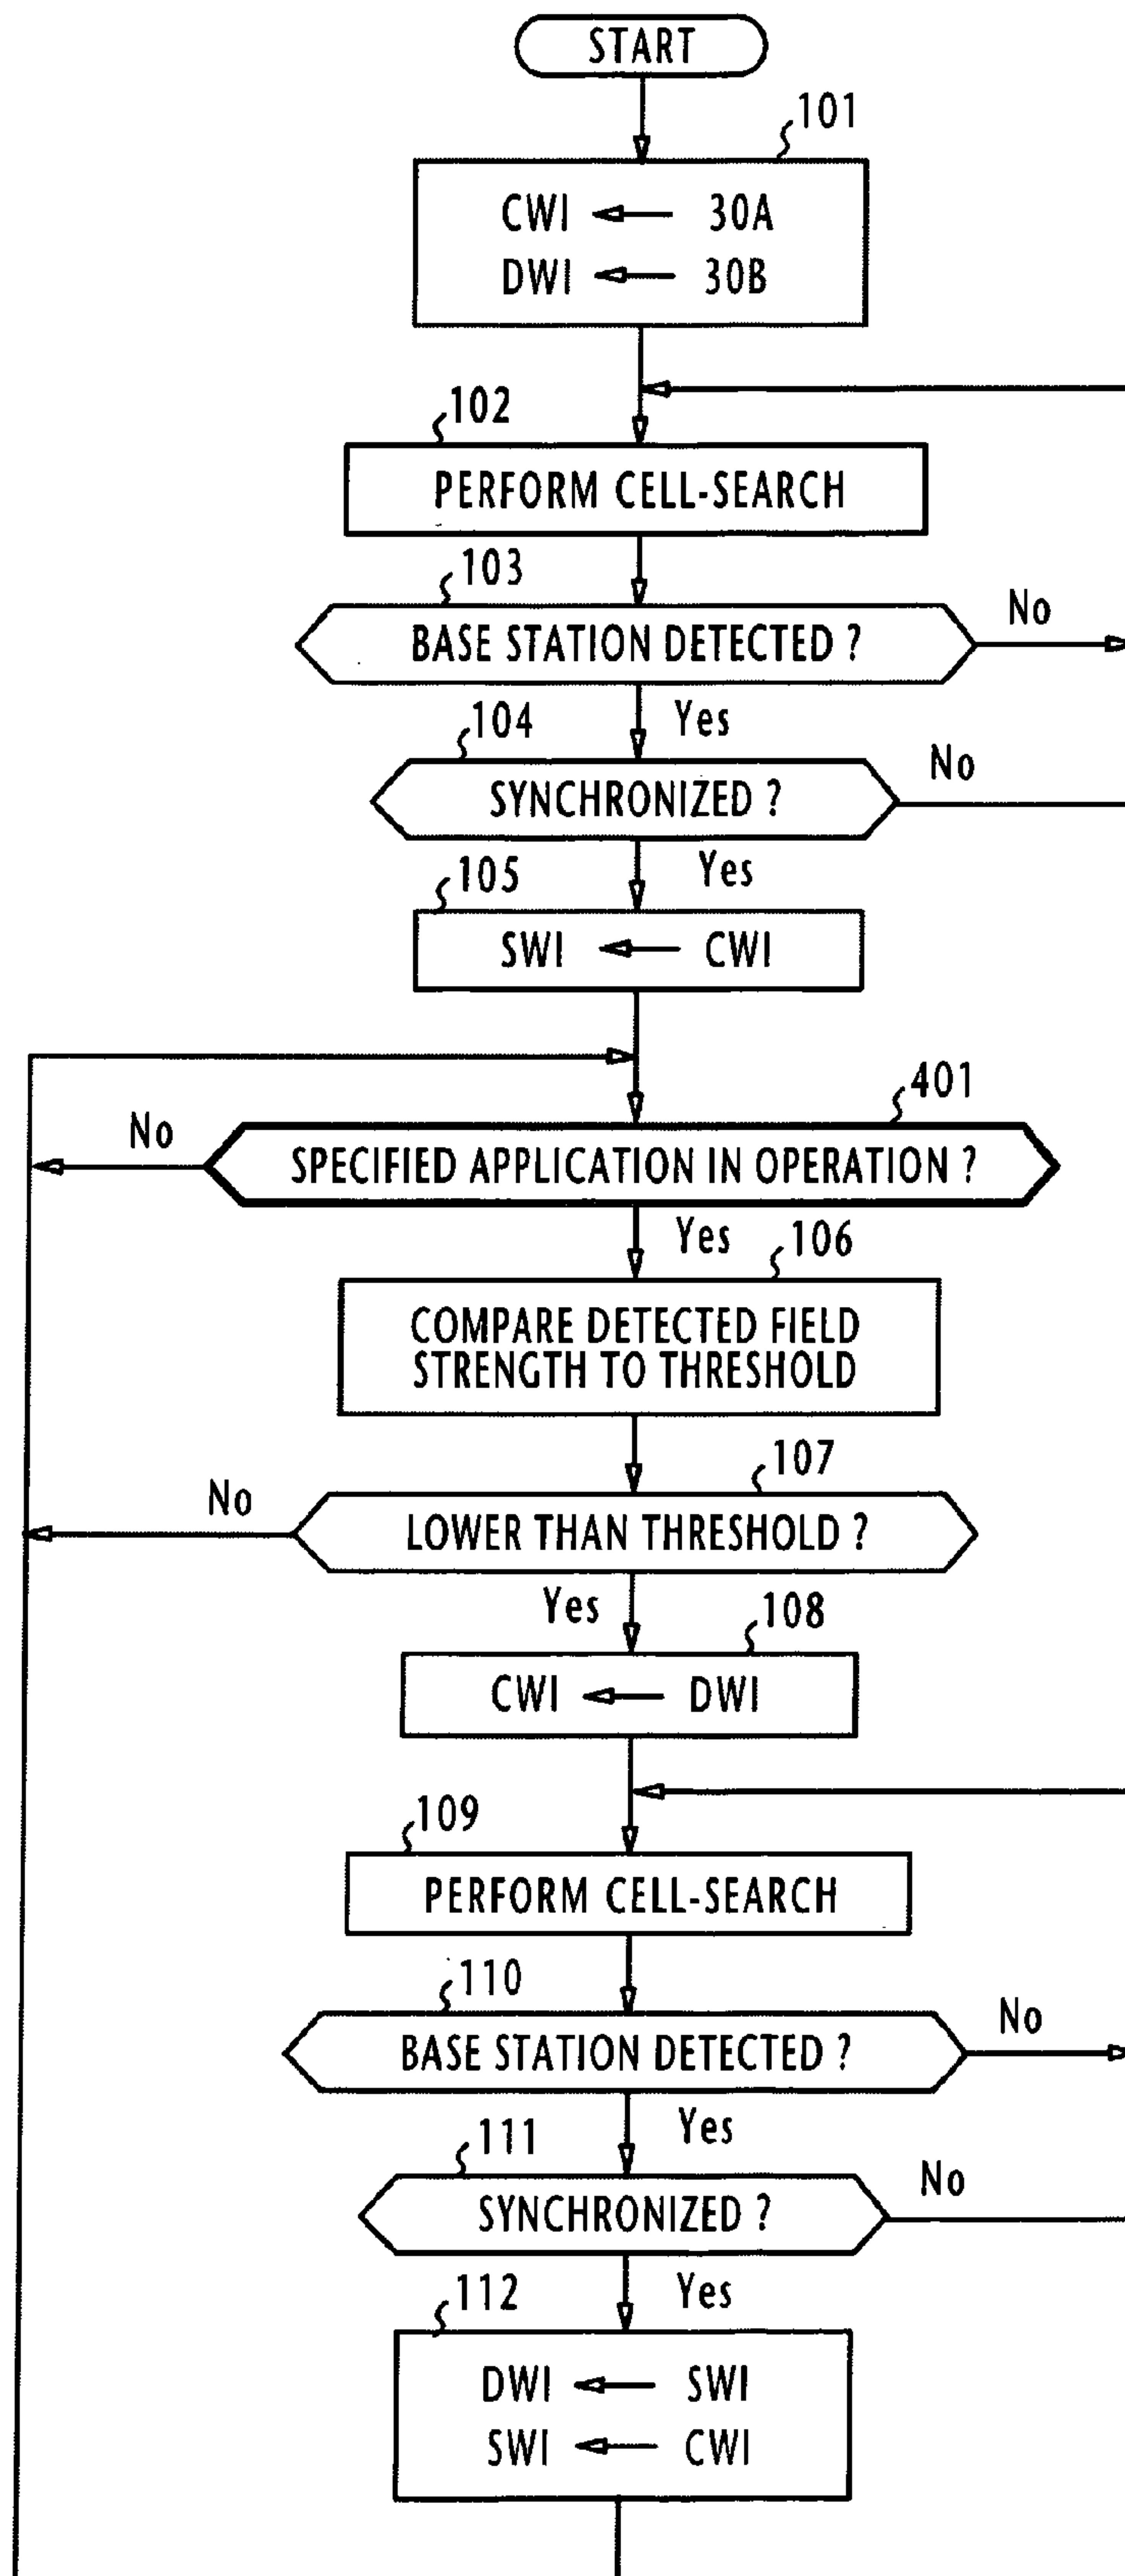 START
101
CWI ← 30A
DWI ← 30B
102
PERFORM CELL-SEARCH
103
BASE STATION DETECTED ?
No
Yes
104
SYNCHRONIZED ?
No
Yes
105
SWI ← CWI
401
No
SPECIFIED APPLICATION IN OPERATION ?
Yes
106
COMPARE DETECTED FIELD
STRENGTH TO THRESHOLD
107
No
LOWER THAN THRESHOLD ?
Yes
108
CWI ← DWI
109
PERFORM CELL-SEARCH
110
BASE STATION DETECTED ?
No
Yes
111
SYNCHRONIZED ?
No
Yes
112
DWI ← SWI
SWI ← CWI